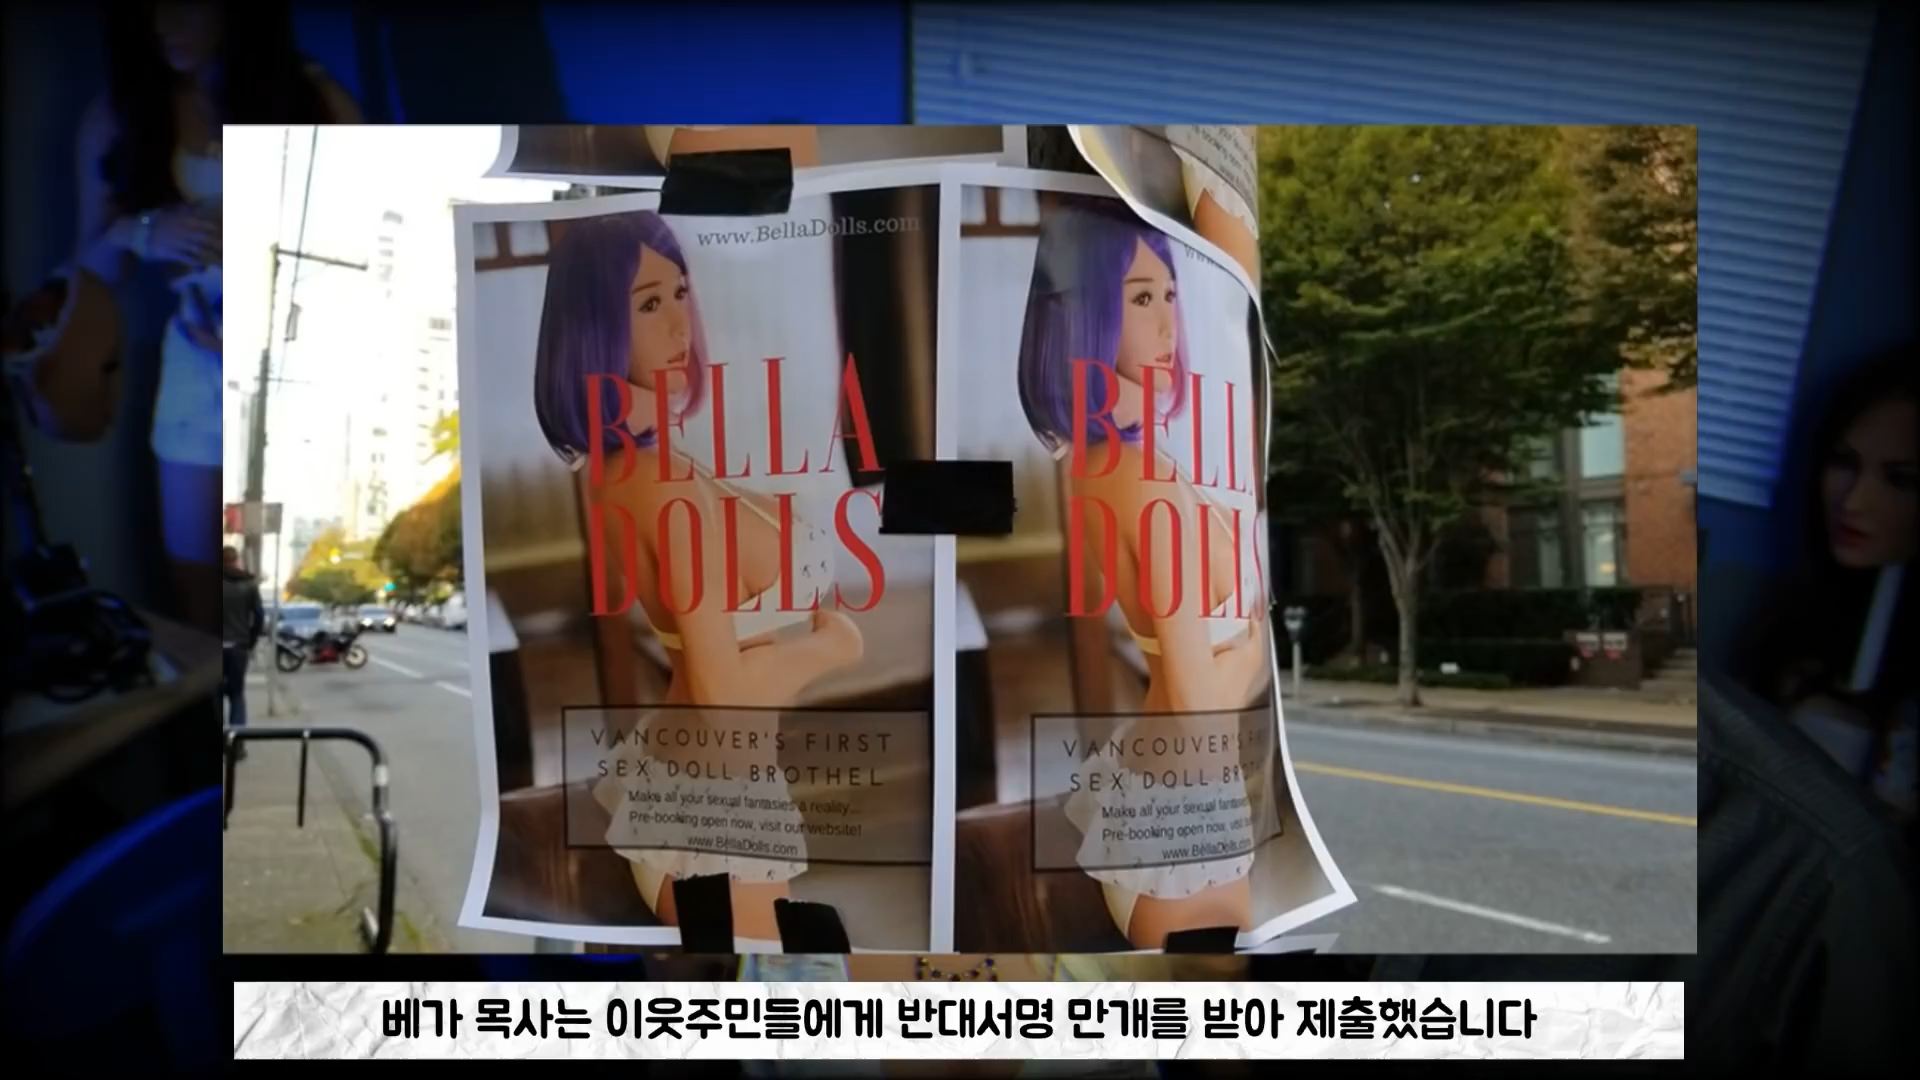 www.BellaDolls.com
BELLA
DOLLS
VANCOUVER'S FIRST
SEX DOLL BROTHEL
Make all your sexual fantasies a reality...
Pre-booking open now, visit our website!
www.BellaDolls.com
BELL
DOLLS
VANCOUVER'S
SEX DOLL
Make all your sexual
Pre-booking open now,
www.BellaDolls.com
베가 목사는 이웃주민들에게 반대서명 만개를 받아 제출했습니다